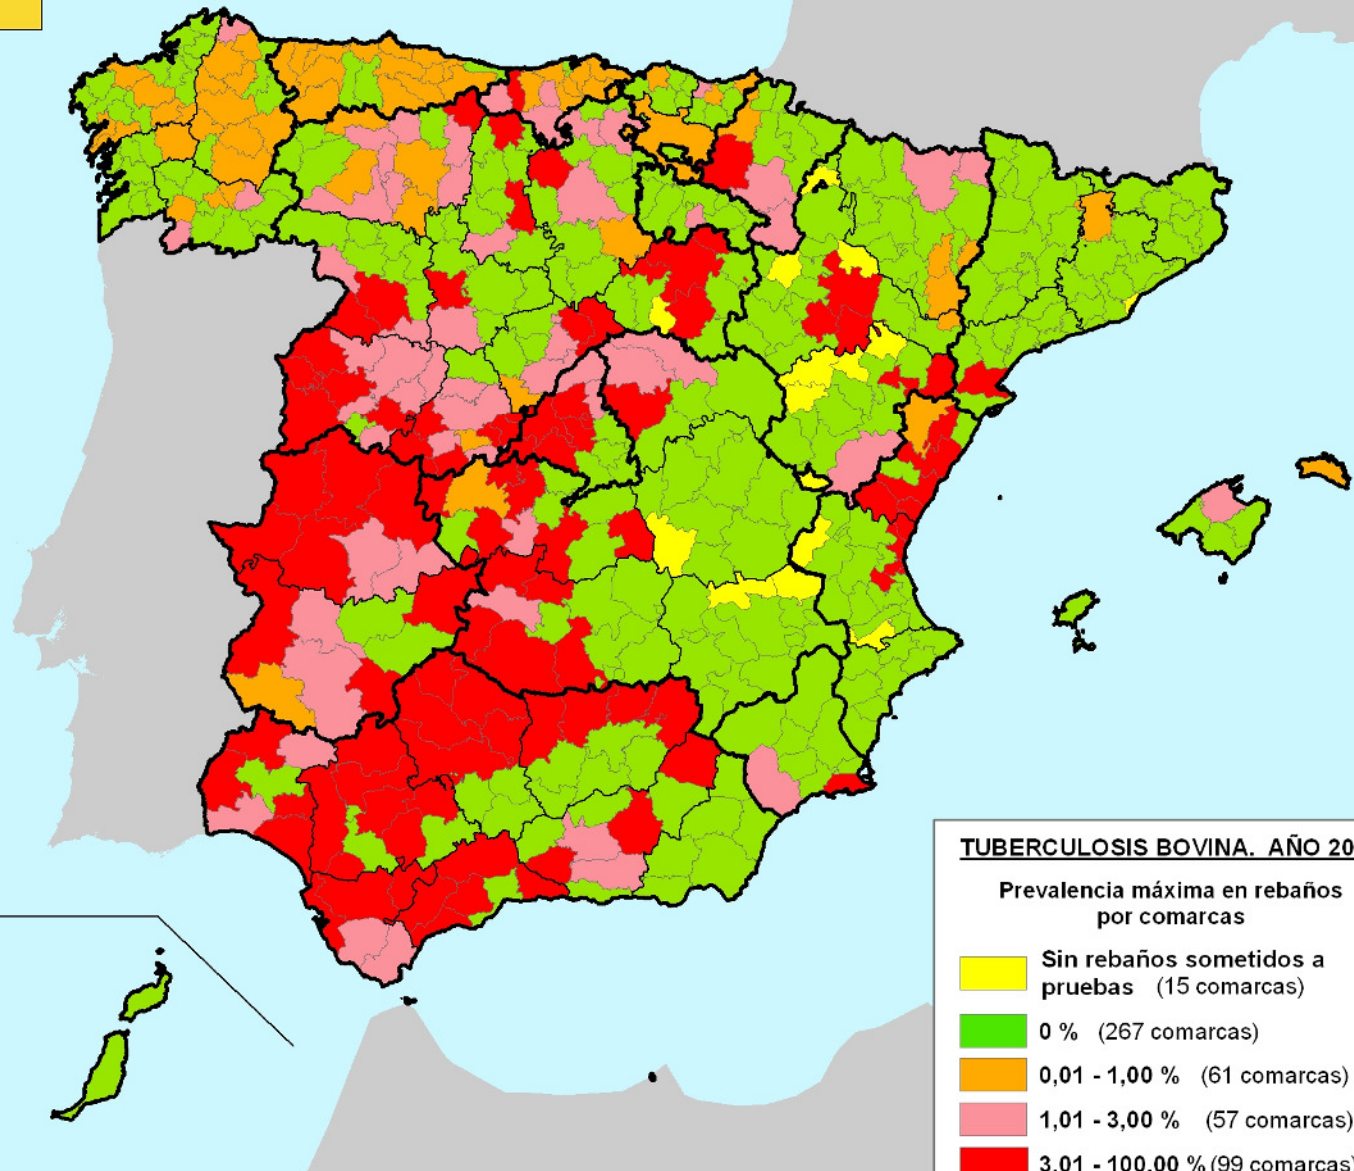 TUBERCULOSIS BOVINA. AÑO 20
Prevalencia máxima en rebaños
por comarcas
Sin rebaños sometidos a
pruebas (15 comarcas)
0 % (267 comarcas)
0,01 - 1,00 % (61 comarcas)
1,01 - 3,00 % (57 comarcas)
3,01 - 100,00 % (99 comarcas)